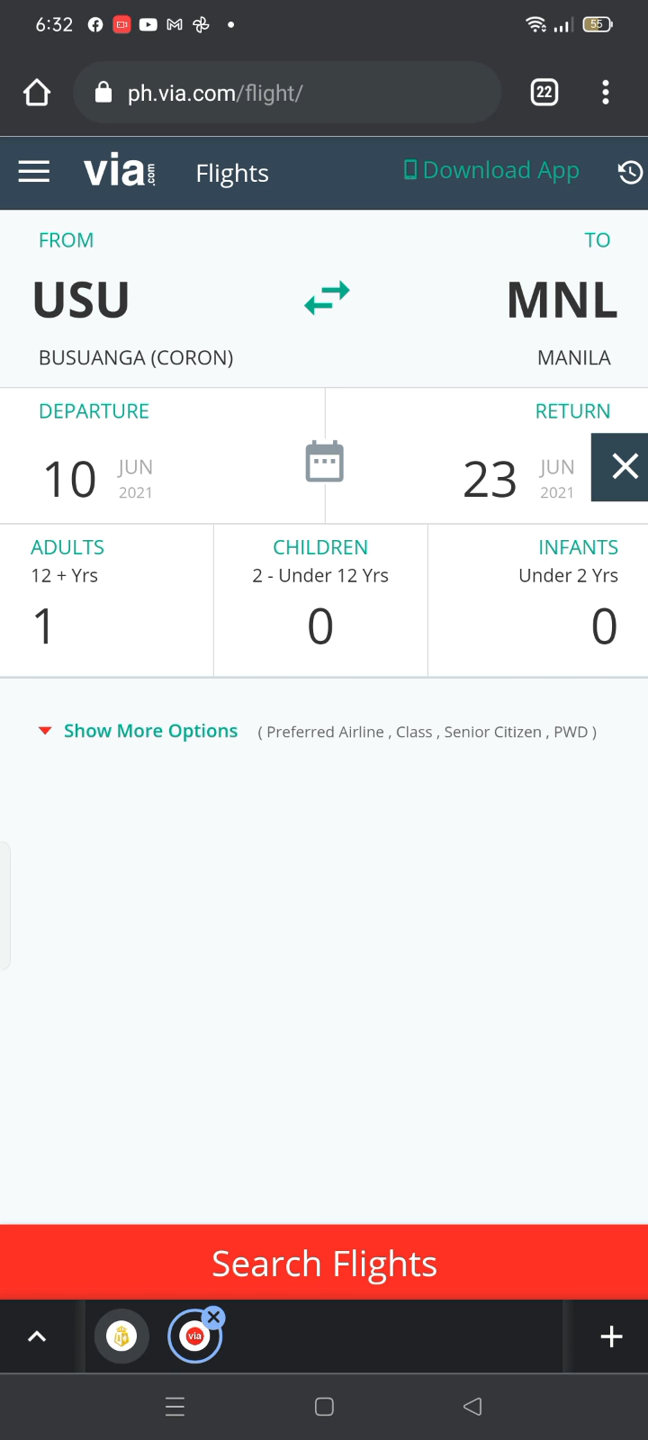 6:32
55
ph.via.com/flight/
22
via.com
Flights
Download App
FROM
TO
USU
MNL
BUSUANGA (CORON)
MANILA
DEPARTURE
RETURN
10 JUN 2021
23 JUN 2021
ADULTS
CHILDREN
INFANTS
12 + Yrs
2 - Under 12 Yrs
Under 2 Yrs
1
0
0
Show More Options ( Preferred Airline , Class , Senior Citizen , PWD )
Search Flights
via